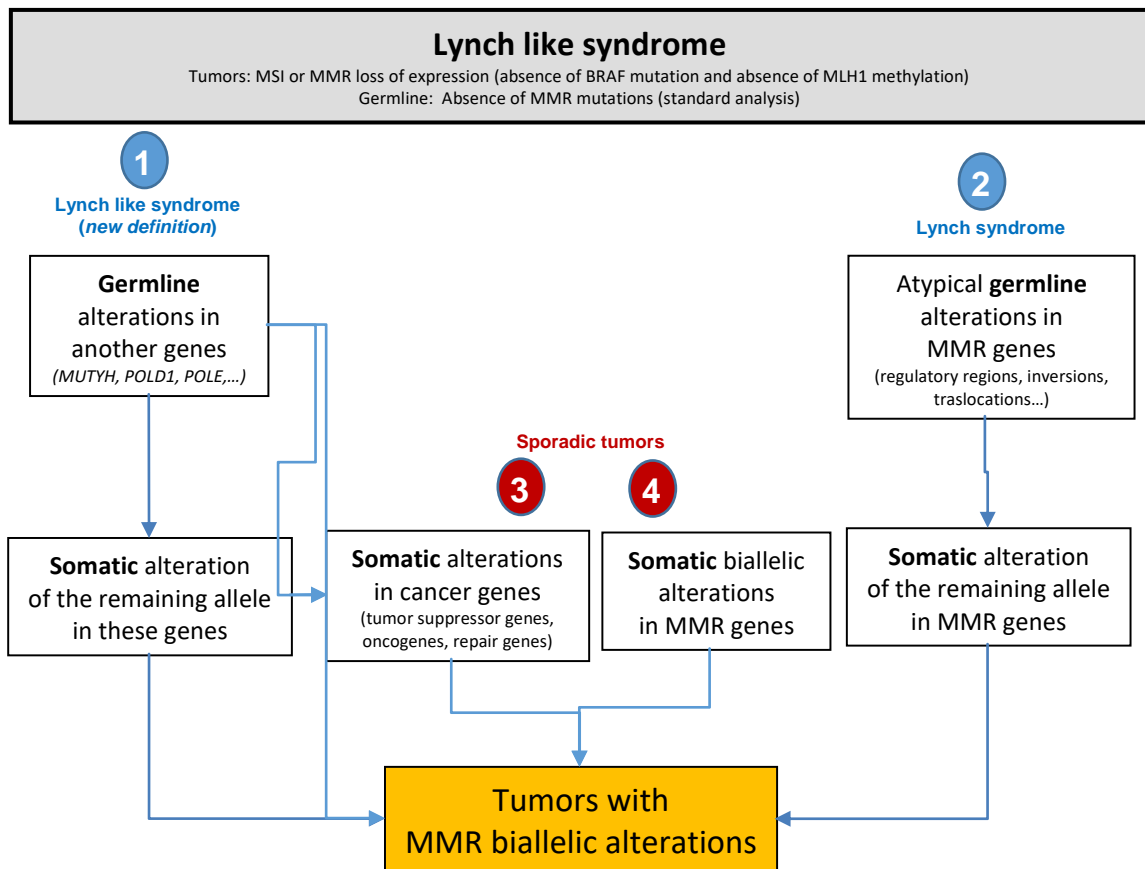 Lynch like syndrome
Tumors: MSI or MMR loss of expression (absence of BRAF mutation and absence of MLH1 methylation)
Germline:  Absence of MMR mutations (standard analysis)
1
Lynch like syndrome
(new definition)
2
Lynch syndrome
Germline
alterations in
another genes
(MUTYH, POLD1, POLE,…)
Atypical germline
alterations in
MMR genes
(regulatory regions, inversions,
traslocations…)
Sporadic tumors
3
4
Somatic alteration
of the remaining allele
in these genes
Somatic alterations
in cancer genes
(tumor suppressor genes,
oncogenes, repair genes)
Somatic biallelic
alterations
in MMR genes
Somatic alteration
of the remaining allele
in MMR genes
Tumors with
MMR biallelic alterations